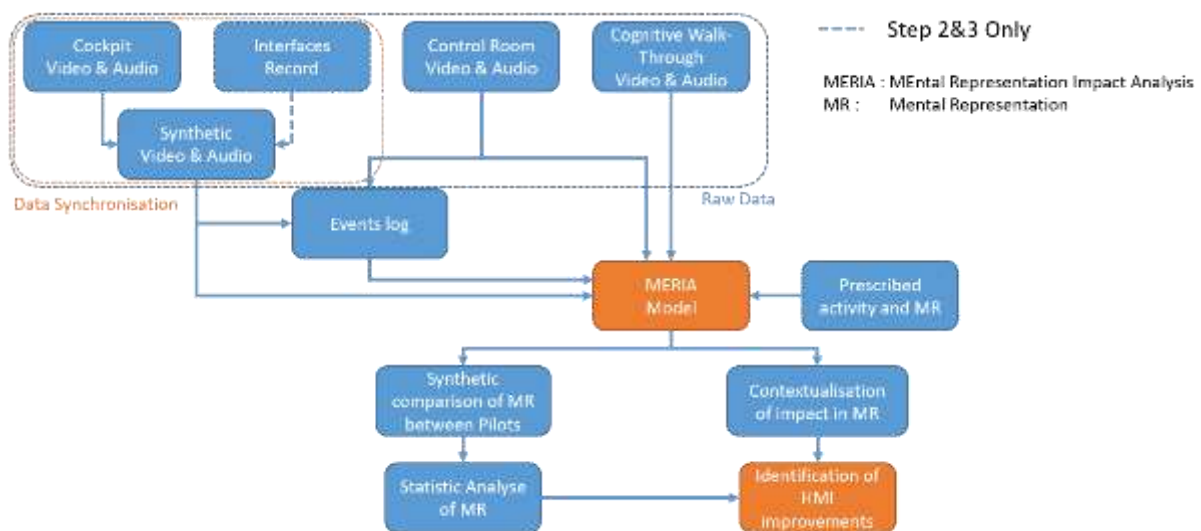 Cockpit
Video & Audio
Interfaces
Record
Control Room
Video & Audio
Cognitive Walk-
Through
Video & Audio
Step 2&3 Only
MERIA : MEntal Representation Impact Analysis
MR : Mental Representation
Synthetic
Video & Audio
Data Synchronisation
Raw Data
Events log
MERIA
Model
Prescribed
activity and MR
Synthetic
comparison of MR
between Pilots
Contextualisation
of impact in MR
Statistic Analyse
of MR
Identification of
HMI
improvements